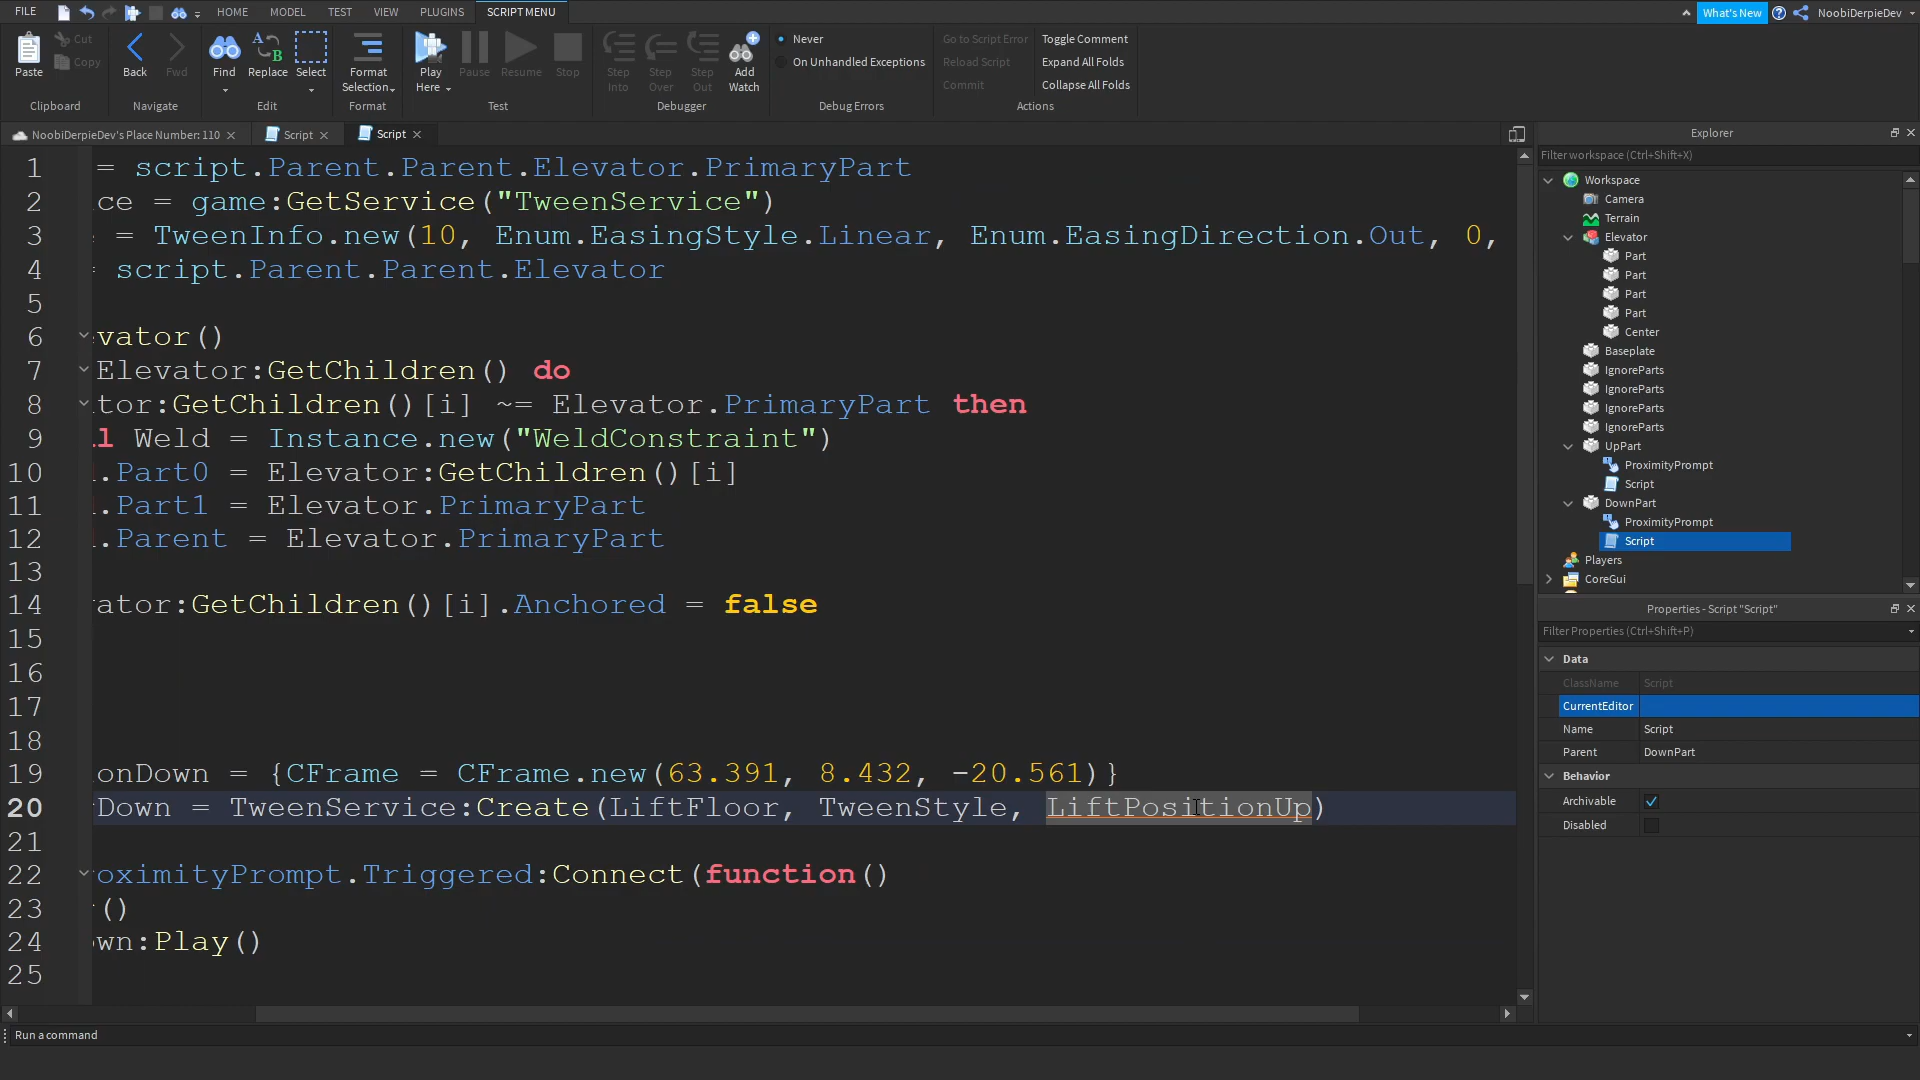 FILE HOME MODEL TEST VIEW PLUGINS SCRIPT MENU What's New NoobiDerpieDev
Paste Cut Copy Clipboard
Back Fwd Navigate
Find Replace Select Edit
Format Selection Format
Play Here Pause Resume Stop Test
Step Into Step Over Step Out Add Watch Debugger
Never
On Unhandled Exceptions
Debug Errors
Go to Script Error
Reload Script
Commit
Toggle Comment
Expand All Folds
Collapse All Folds
Actions
NoobiDerpieDev's Place Number: 110 Script Script
1 = script.Parent.Parent.Elevator.PrimaryPart
2 ice = game:GetService("TweenService")
3 = TweenInfo.new(10, Enum.EasingStyle.Linear, Enum.EasingDirection.Out, 0,
4 = script.Parent.Parent.Elevator
5
6 evator()
7 Elevator:GetChildren() do
8 tor:GetChildren()[i] ~= Elevator.PrimaryPart then
9 l Weld = Instance.new("WeldConstraint")
10 .Part0 = Elevator:GetChildren()[i]
11 .Part1 = Elevator.PrimaryPart
12 .Parent = Elevator.PrimaryPart
13
14 ator:GetChildren()[i].Anchored = false
15
16
17
18
19 onDown = {CFrame = CFrame.new(63.391, 8.432, -20.561)}
20 Down = TweenService:Create(LiftFloor, TweenStyle, LiftPositionUp)
21
22 oximityPrompt.Triggered:Connect(function()
23 ()
24 wn:Play()
25
Run a command
Explorer
Filter workspace (Ctrl+Shift+X)
Workspace
Camera
Terrain
Elevator
Part
Part
Part
Part
Center
Baseplate
IgnoreParts
IgnoreParts
IgnoreParts
IgnoreParts
UpPart
ProximityPrompt
Script
DownPart
ProximityPrompt
Script
Players
CoreGui
Properties - Script "Script"
Filter Properties (Ctrl+Shift+P)
Data
ClassName Script
CurrentEditor
Name Script
Parent DownPart
Behavior
Archivable
Disabled